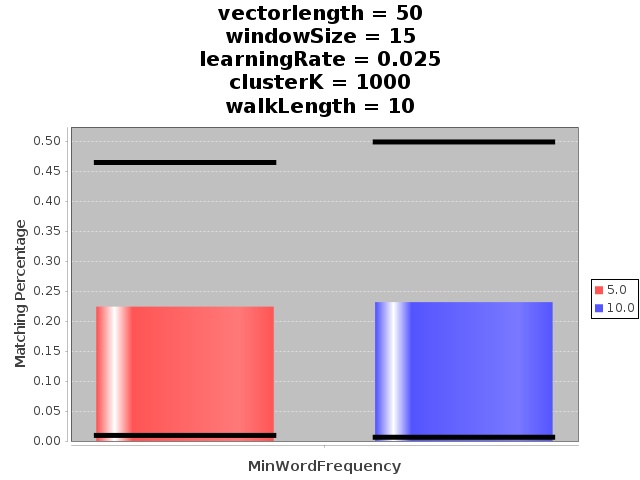 vectorlength = 50
windowSize = 15
learningRate = 0.025
clusterK = 1000
walkLength = 10
0.50
0.45
0.40
0.35
0.30
0.25
0.20
0.15
0.10
0.05
0.00
Matching Percentage
MinWordFrequency
5.0
10.0